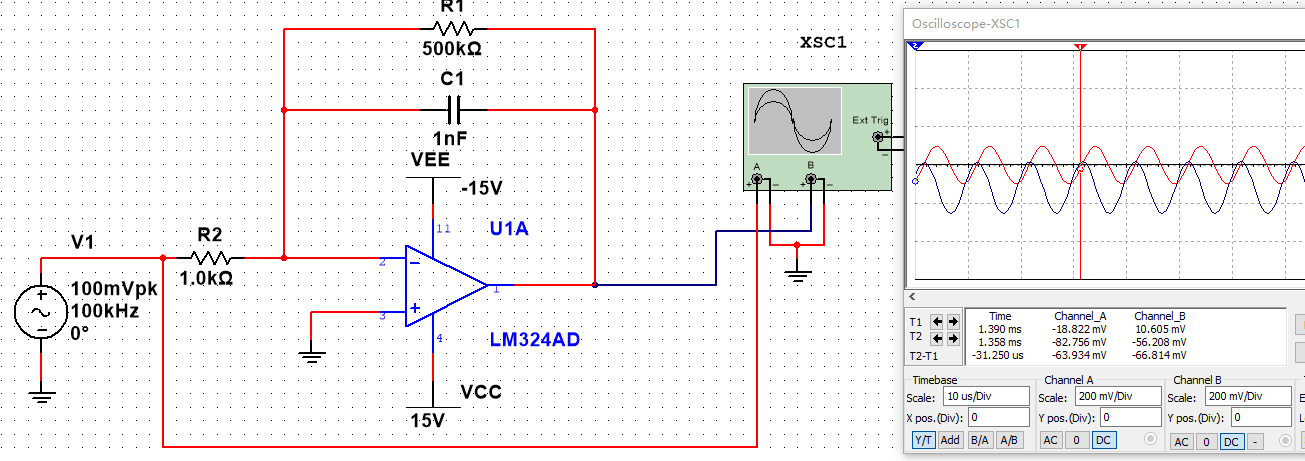 R1
500kΩ
C1
1nF
VEE
-15V
11
U1A
V1
R2
1.0kΩ
2
100mVpk
100kHz
0°
1
3
4
LM324AD
VCC
15V
XSC1
Ext Trig
A
B
Oscilloscope-XSC1
2
1
<
Time Channel_A Channel_B
T1 1.390 ms -18.822 mV 10.605 mV
T2 1.358 ms -82.756 mV -56.208 mV
T2-T1 -31.250 us -63.934 mV -66.814 mV
Timebase
Scale: 10 us/Div
X pos.(Div): 0
Y/T Add B/A A/B
Channel A
Scale: 200 mV/Div
Y pos.(Div): 0
AC 0 DC
Channel B
Scale: 200 mV/Div
Y pos.(Div): 0
AC 0 DC -